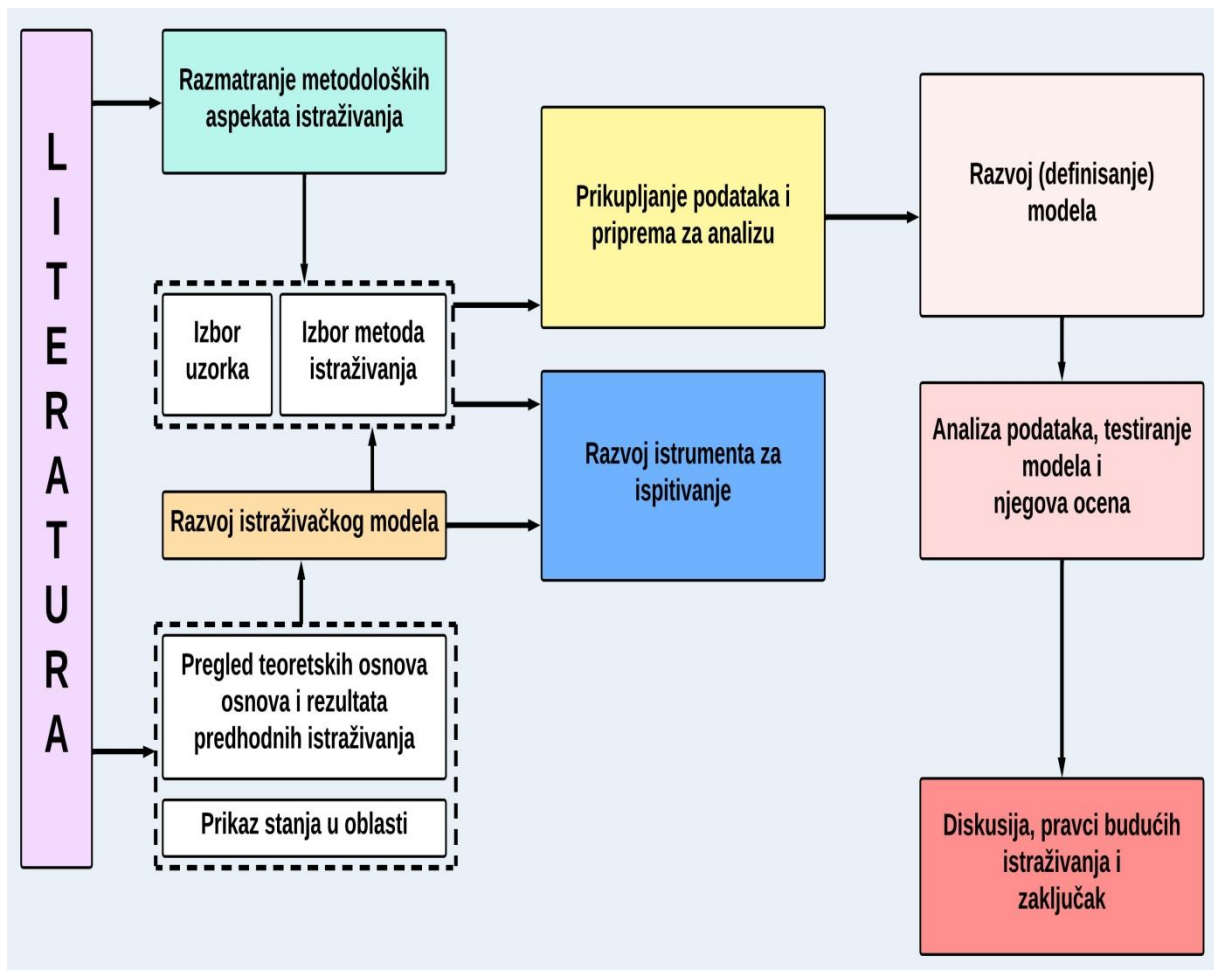 LITERATURA
Razmatranje metodoloških
aspekata istraživanja
Izbor
uzorka
Izbor metoda
istraživanja
Razvoj istraživačkog modela
Pregled teoretskih osnova
osnova i rezultata
predhodnih istraživanja
Prikaz stanja u oblasti
Prikupljanje podataka i
priprema za analizu
Razvoj istrumenta za
ispitivanje
Razvoj (definisanje)
modela
Analiza podataka, testiranje
modela i
njegova ocena
Diskusija, pravci budućih
istraživanja i
zaključak